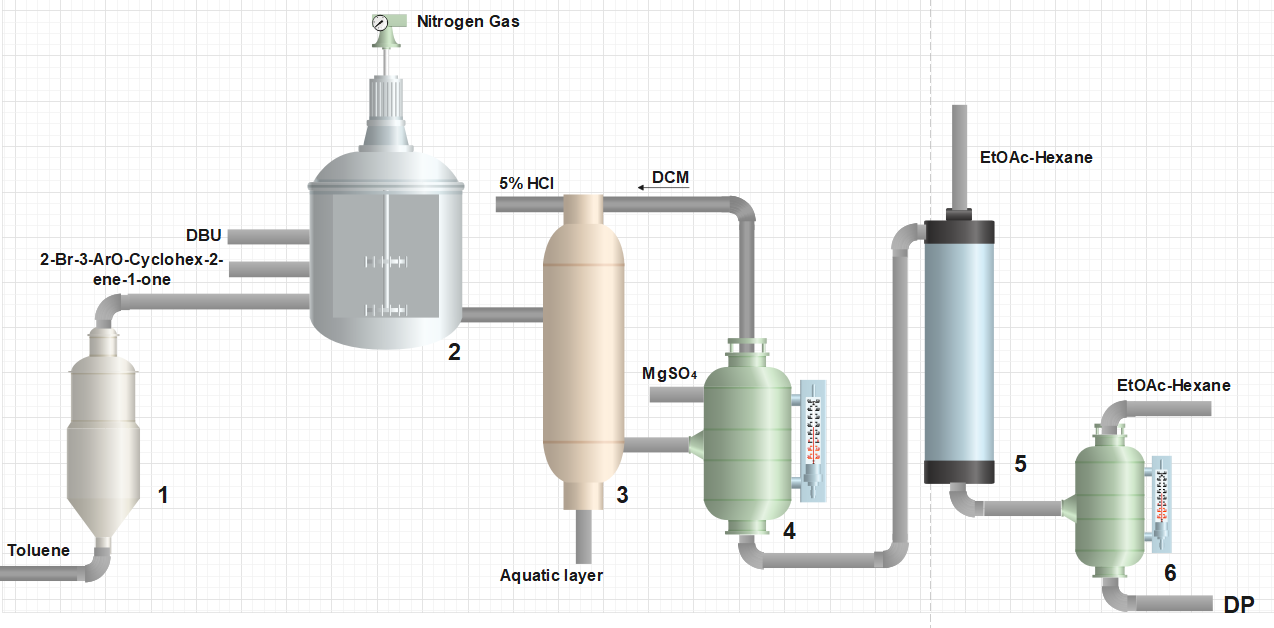 Nitrogen Gas
DCM
5% HCl
EtOAc-Hexane
DBU
2-Br-3-ArO-Cyclohex-2-
ene-1-one
2
MgSO₄
EtOAc-Hexane
5
1
3
4
Toluene
Aquatic layer
6
DP